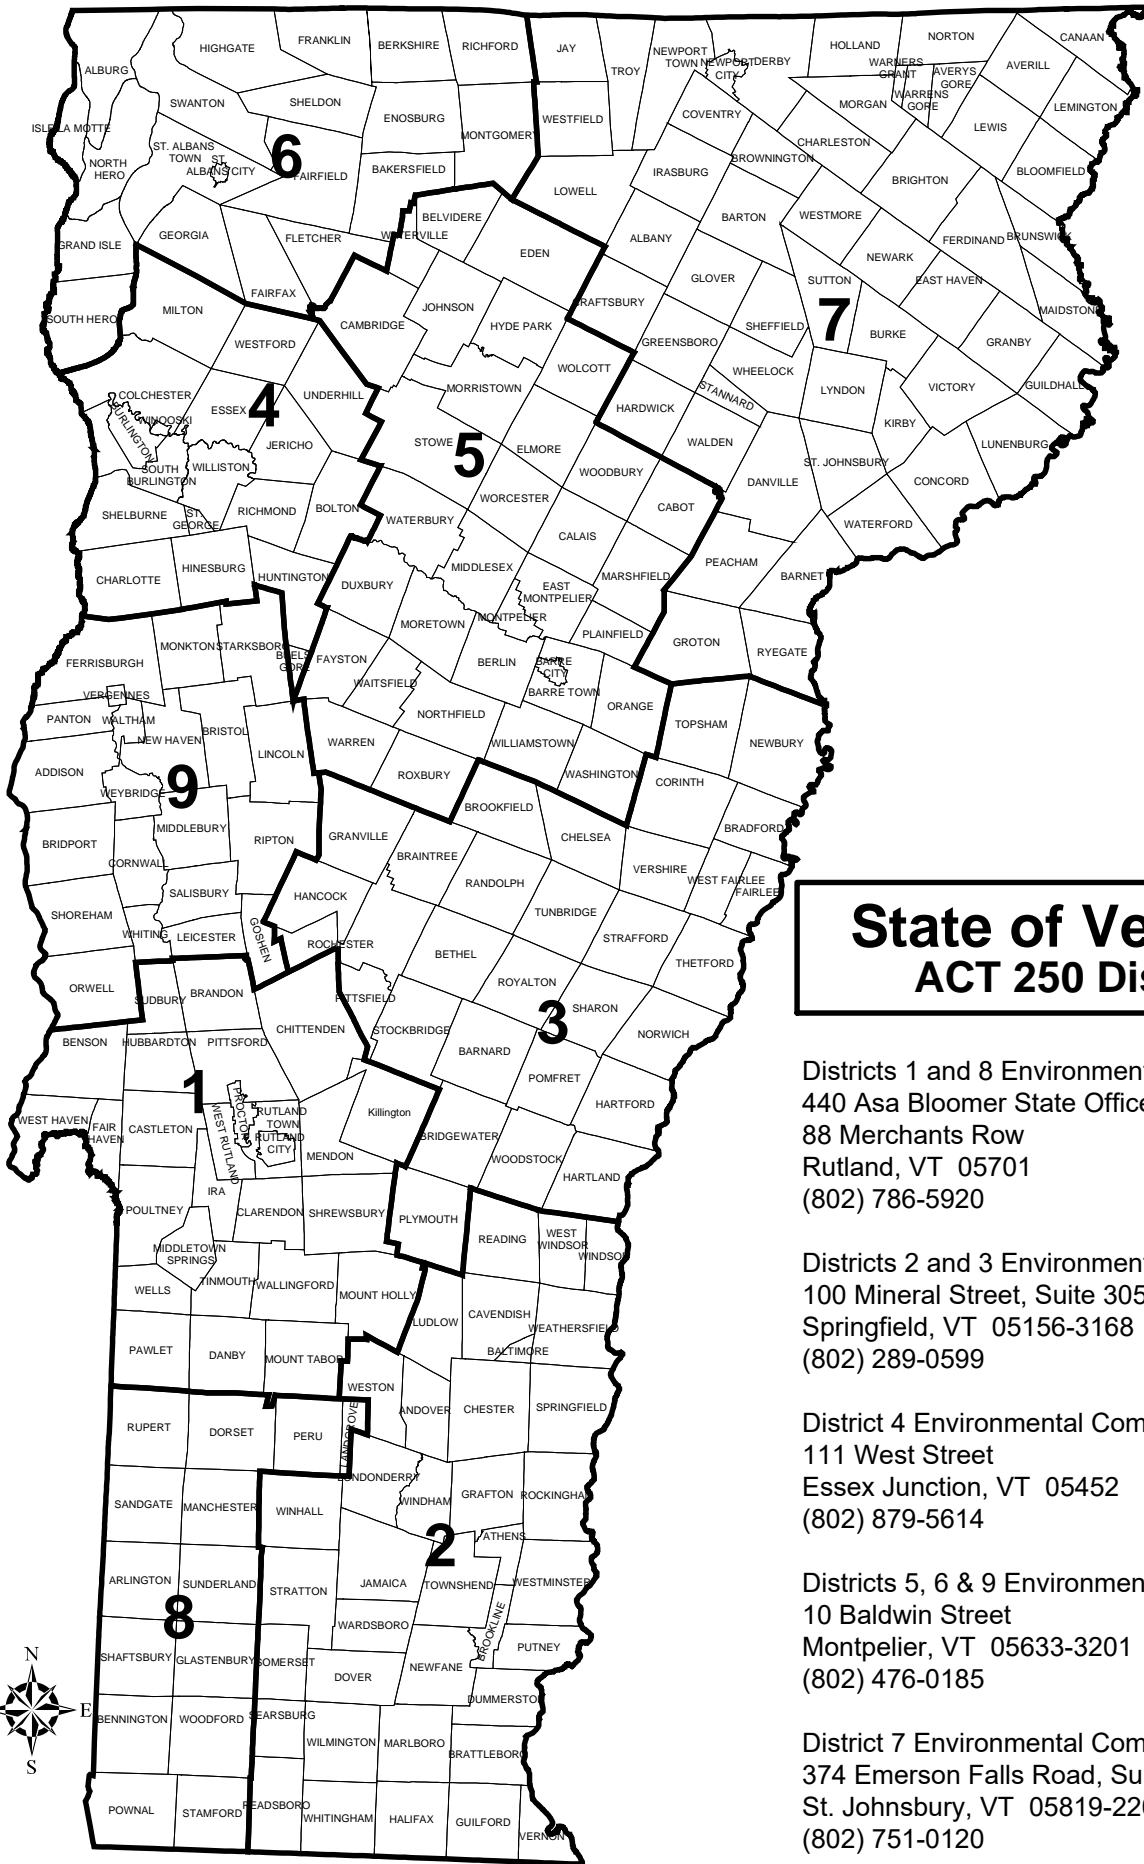 FRANKLIN
BERKSHIRE
RICHFORD
HIGHGATE
JAY
TROY
NEWPORT
TOWN
NEWPORT
CITY
DERBY
HOLLAND
NORTON
CANAAN
WARNERS
GRANT
AVERYS
GORE
AVERILL
WARRENS
GORE
ALBURG
SWANTON
SHELDON
ENOSBURG
MONTGOMERY
WESTFIELD
COVENTRY
MORGAN
LEWIS
LEMINGTON
ISLE LA MOTTE
NORTH
HERO
ST. ALBANS
TOWN
ST.
ALBANS CITY
6
FAIRFIELD
BAKERSFIELD
LOWELL
IRASBURG
BROWNINGTON
CHARLESTON
BRIGHTON
BLOOMFIELD
GRAND ISLE
GEORGIA
FLETCHER
WATERVILLE
BELVIDERE
EDEN
ALBANY
BARTON
WESTMORE
FERDINAND
BRUNSWICK
NEWARK
SOUTH HERO
MILTON
FAIRFAX
CAMBRIDGE
JOHNSON
HYDE PARK
CRAFTSBURY
GLOVER
SUTTON
EAST HAVEN
MAIDSTONE
7
WESTFORD
WOLCOTT
GREENSBORO
SHEFFIELD
BURKE
GRANBY
COLCHESTER
WINOOSKI
BURLINGTON
ESSEX
4
UNDERHILL
MORRISTOWN
HARDWICK
STANNARD
WHEELOCK
LYNDON
VICTORY
GUILDHALL
JERICHO
STOWE
5
ELMORE
WALDEN
KIRBY
LUNENBURG
SOUTH
BURLINGTON
WILLISTON
WOODBURY
DANVILLE
ST. JOHNSBURY
CONCORD
SHELBURNE
ST.
GEORGE
RICHMOND
BOLTON
WATERBURY
WORCESTER
CABOT
WATERFORD
CALAIS
CHARLOTTE
HINESBURG
HUNTINGTON
DUXBURY
MIDDLESEX
EAST
MONTPELIER
MARSHFIELD
PEACHAM
BARNET
MORETOWN
MONTPELIER
PLAINFIELD
GROTON
RYEGATE
FERRISBURGH
MONKTON
STARKSBORO
BUELS
GORE
FAYSTON
WAITSFIELD
BERLIN
BARRE
CITY
BARRE TOWN
ORANGE
VERGENNES
PANTON
WALTHAM
NEW HAVEN
BRISTOL
LINCOLN
WARREN
NORTHFIELD
WILLIAMSTOWN
TOPSHAM
NEWBURY
ADDISON
WEYBRIDGE
9
ROXBURY
WASHINGTON
CORINTH
BRIDPORT
MIDDLEBURY
RIPTON
GRANVILLE
BROOKFIELD
CHELSEA
BRADFORD
CORNWALL
BRAINTREE
RANDOLPH
VERSHIRE
WEST FAIRLEE
FAIRLEE
SHOREHAM
SALISBURY
HANCOCK
TUNBRIDGE
WHITING
LEICESTER
GOSHEN
ROCHESTER
BETHEL
STRAFFORD
THETFORD
ORWELL
SUDBURY
BRANDON
PITTSFIELD
ROYALTON
SHARON
BENSON
HUBBARDTON
PITTSFORD
CHITTENDEN
STOCKBRIDGE
BARNARD
3
NORWICH
1
POMFRET
HARTFORD
WEST HAVEN
FAIR
HAVEN
CASTLETON
PROCTOR
WEST RUTLAND
RUTLAND
TOWN
RUTLAND
CITY
MENDON
Killington
BRIDGEWATER
WOODSTOCK
HARTLAND
POULTNEY
IRA
CLARENDON
SHREWSBURY
PLYMOUTH
READING
WEST
WINDSOR
WINDSOR
MIDDLETOWN
SPRINGS
WELLS
TINMOUTH
WALLINGFORD
MOUNT HOLLY
LUDLOW
CAVENDISH
WEATHERSFIELD
BALTIMORE
PAWLET
DANBY
MOUNT TABOR
WESTON
ANDOVER
CHESTER
SPRINGFIELD
RUPERT
DORSET
PERU
LANDGROVE
LONDONDERRY
WINDHAM
GRAFTON
ROCKINGHAM
SANDGATE
MANCHESTER
WINHALL
2
ATHENS
ARLINGTON
SUNDERLAND
STRATTON
JAMAICA
TOWNSHEND
WESTMINSTER
8
WARDSBORO
BROOKLINE
PUTNEY
SHAFTSBURY
GLASTENBURY
SOMERSET
DOVER
NEWFANE
DUMMERSTON
BENNINGTON
WOODFORD
SEARSBURG
WILMINGTON
MARLBORO
BRATTLEBORO
POWNAL
STAMFORD
READSBORO
WHITINGHAM
HALIFAX
GUILFORD
VERNON
N
E
S
State of Ve
ACT 250 Dis
Districts 1 and 8 Environment
440 Asa Bloomer State Office
88 Merchants Row
Rutland, VT 05701
(802) 786-5920
Districts 2 and 3 Environment
100 Mineral Street, Suite 305
Springfield, VT 05156-3168
(802) 289-0599
District 4 Environmental Com
111 West Street
Essex Junction, VT 05452
(802) 879-5614
Districts 5, 6 & 9 Environmen
10 Baldwin Street
Montpelier, VT 05633-3201
(802) 476-0185
District 7 Environmental Com
374 Emerson Falls Road, Su
St. Johnsbury, VT 05819-220
(802) 751-0120